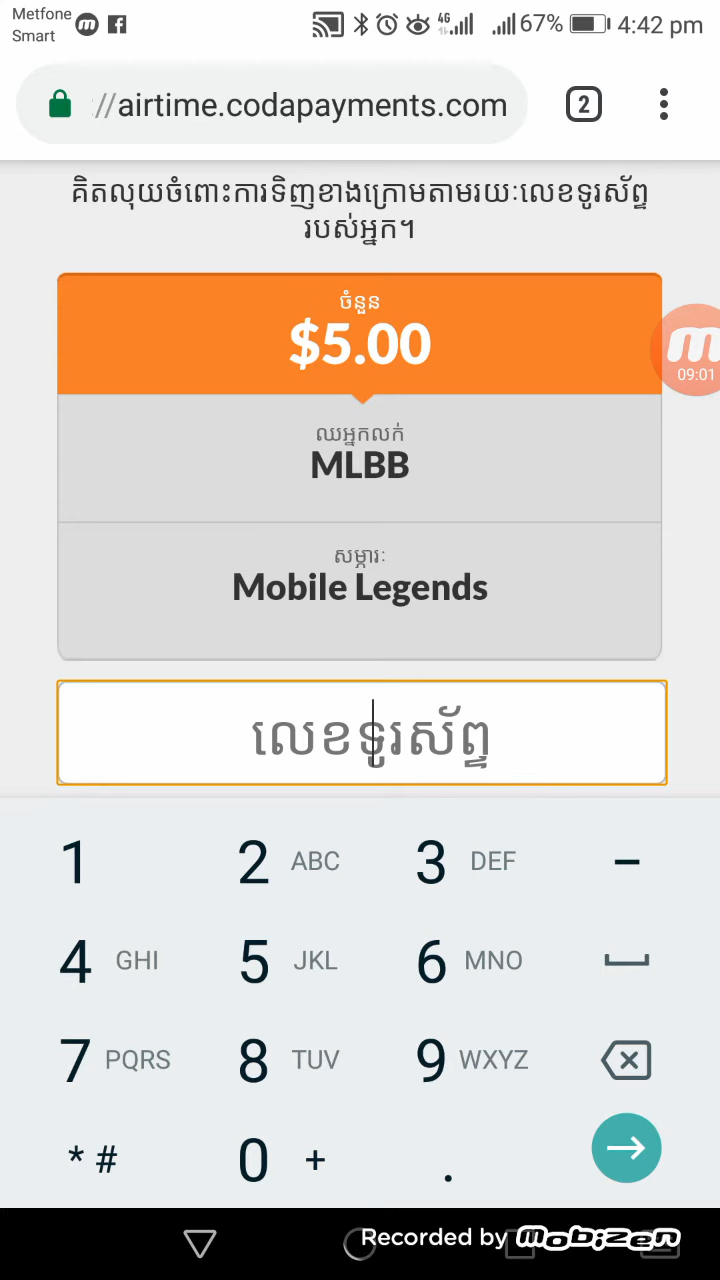 Metfone
Smart
4G
67%
4:42 pm
://airtime.codapayments.com
2
គិតលុយចំពោះការទិញខាងក្រោមតាមរយៈលេខទូរស័ព្ទ
របស់អ្នក។
ចំនួន
$5.00
09:01
ឈអ្នកលក់
MLBB
សម្ភារៈ
Mobile Legends
លេខទូរស័ព្ទ
1
2 ABC
3 DEF
-
4 GHI
5 JKL
6 MNO
7 PQRS
8 TUV
9 WXYZ
* #
0 +
.
Recorded by Mobizen